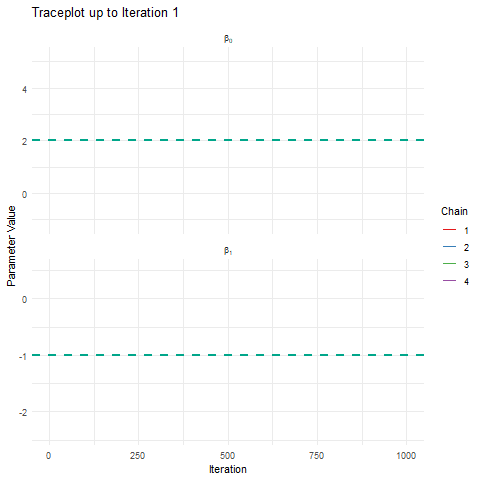 Traceplot up to Iteration 1
β₀
4
2
0
Parameter Value
β₁
0
-1
-2
0 250 500 750 1000
Iteration
Chain
1
2
3
4